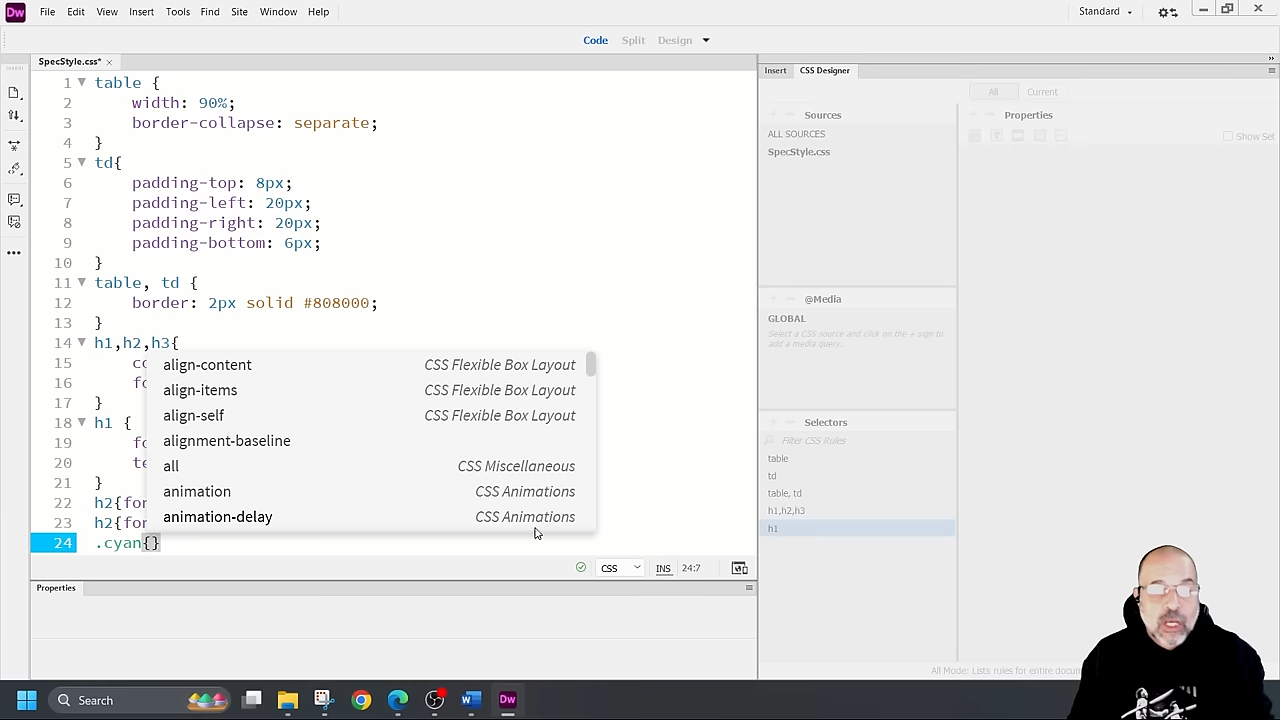 Dw File Edit View Insert Tools Find Site Window Help Standard
Code Split Design
SpecStyle.css* ×
1 table {
2 width: 90%;
3 border-collapse: separate;
4 }
5 td{
6 padding-top: 8px;
7 padding-left: 20px;
8 padding-right: 20px;
9 padding-bottom: 6px;
10 }
11 table, td {
12 border: 2px solid #808000;
13 }
14 h1,h2,h3{
15 co
16 fo
17 }
18 h1 {
19 fo
20 te
21 }
22 h2{for
23 h2{for
24 .cyan{}
align-content CSS Flexible Box Layout
align-items CSS Flexible Box Layout
align-self CSS Flexible Box Layout
alignment-baseline
all CSS Miscellaneous
animation CSS Animations
animation-delay CSS Animations
CSS INS 24:7
Properties
Insert CSS Designer
All Current
Sources
ALL SOURCES
SpecStyle.css
@Media
GLOBAL
Select a CSS source and click on the + sign to
add a media query.
Selectors
Filter CSS Rules
table
td
table, td
h1,h2,h3
h1
Properties
Show Set
All Mode: Lists rules for entire docum
Search
Dw